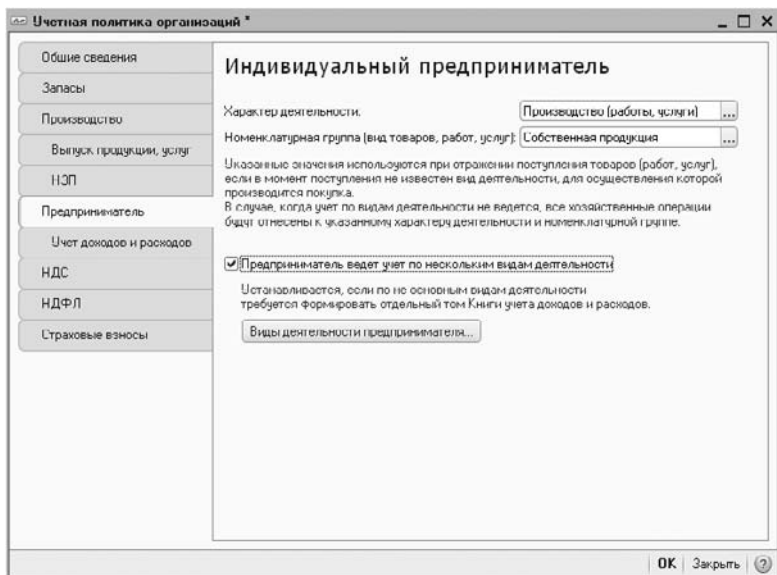 Учетная политика организаций *
Общие сведения
Запасы
Производство
Выпуск продукции, услуг
НЗП
Предприниматель
Учет доходов и расходов
НДС
НДФЛ
Страховые взносы
Индивидуальный предприниматель
Характер деятельности: Производство (работы, услуги) ...
Номенклатурная группа (вид товаров, работ, услуг): Собственная продукция ...
Указанные значения используются при отражении поступления товаров (работ, услуг),
если в момент поступления не известен вид деятельности, для осуществления которой
производится покупка.
В случае, когда учет по видам деятельности не ведется, все хозяйственные операции
будут отнесены к указанному характеру деятельности и номенклатурной группе.
Предприниматель ведет учет по нескольким видам деятельности
Устанавливается, если по не основным видам деятельности
требуется формировать отдельный том Книги учета доходов и расходов.
Виды деятельности предпринимателя...
OK Закрыть ?